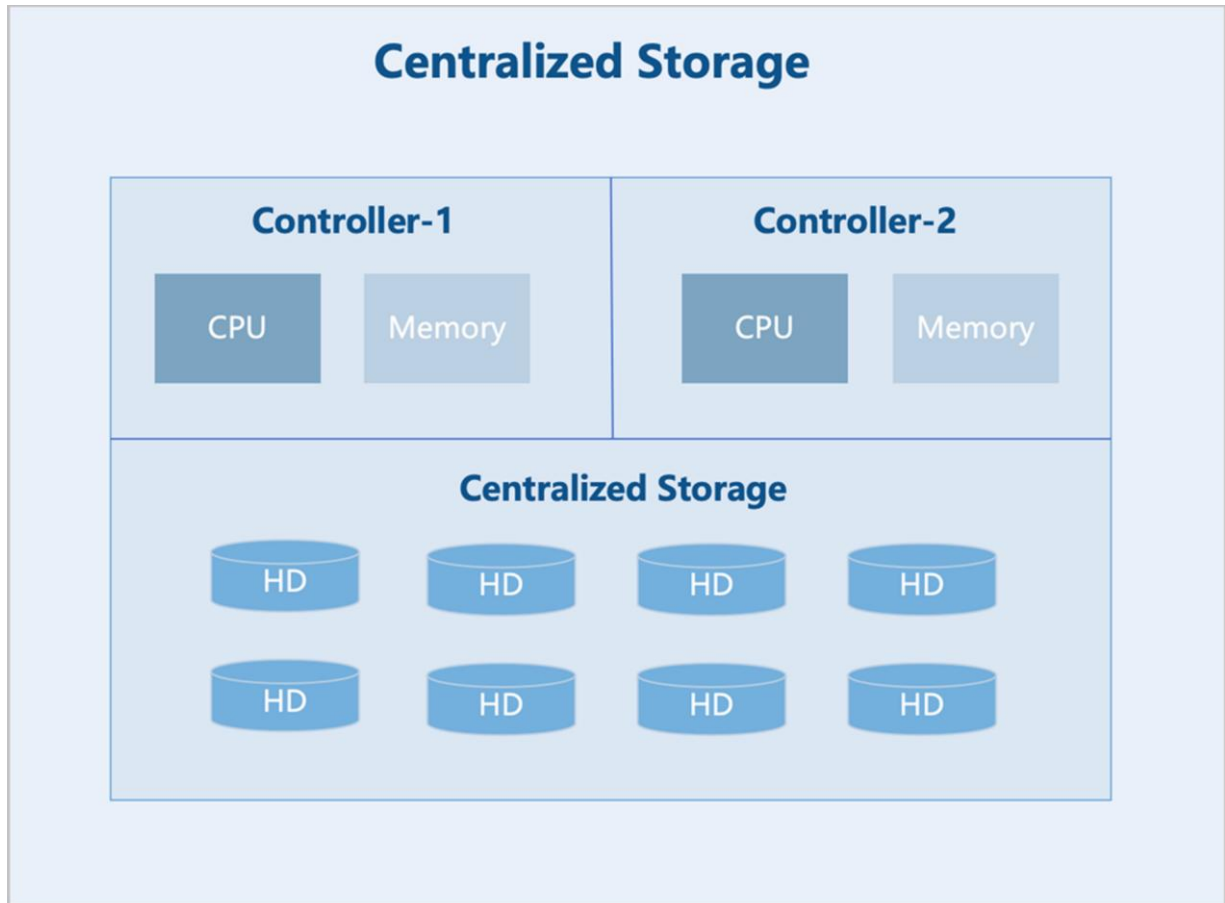 Centralized Storage
Controller-1 Controller-2
CPU Memory CPU Memory
Centralized Storage
HD HD HD HD
HD HD HD HD